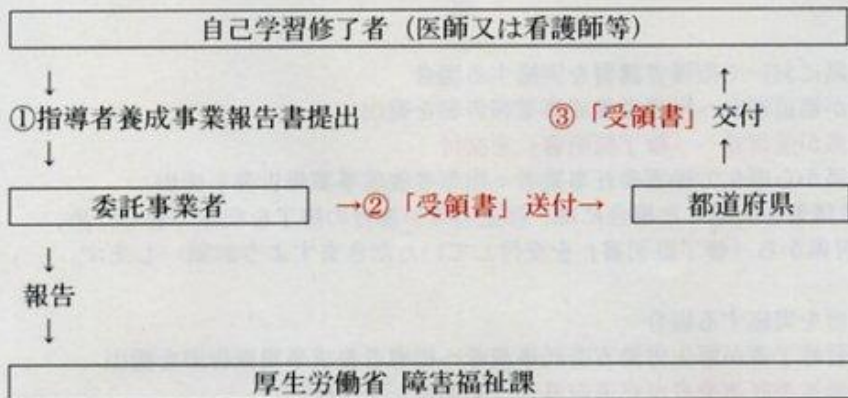 自己学習修了者（医師又は看護師等）
↓ ↑
①指導者養成事業報告書提出 ③「受領書」交付
↓ ↑
委託事業者 →②「受領書」送付→ 都道府県
↓
報告
↓
厚生労働省 障害福祉課